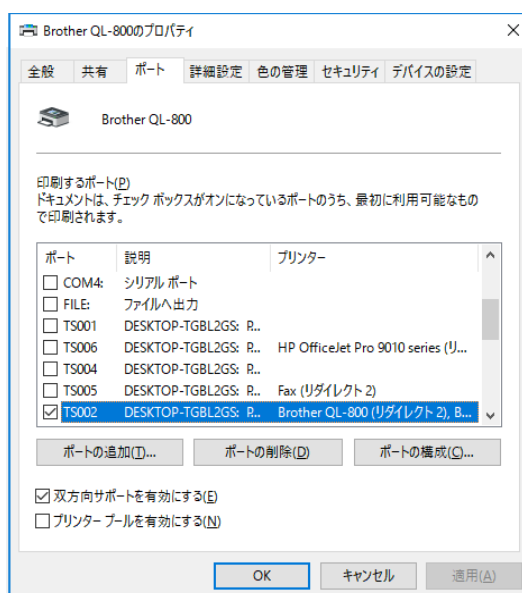 Brother QL-800のプロパティ
全般 共有 ポート 詳細設定 色の管理 セキュリティ デバイスの設定
Brother QL-800
印刷するポート(P)
ドキュメントは、チェック ボックスがオンになっているポートのうち、最初に利用可能なもの
で印刷されます。
ポート 説明 プリンター
COM4: シリアル ポート
FILE: ファイルへ出力
TS001 DESKTOP-TGBL2GS: P...
TS006 DESKTOP-TGBL2GS: P... HP OfficeJet Pro 9010 series (リ...
TS004 DESKTOP-TGBL2GS: P...
TS005 DESKTOP-TGBL2GS: P... Fax (リダイレクト 2)
TS002 DESKTOP-TGBL2GS: P... Brother QL-800 (リダイレクト 2), B...
ポートの追加(T)... ポートの削除(D) ポートの構成(C)...
双方向サポートを有効にする(E)
プリンター プールを有効にする(N)
OK キャンセル 適用(A)